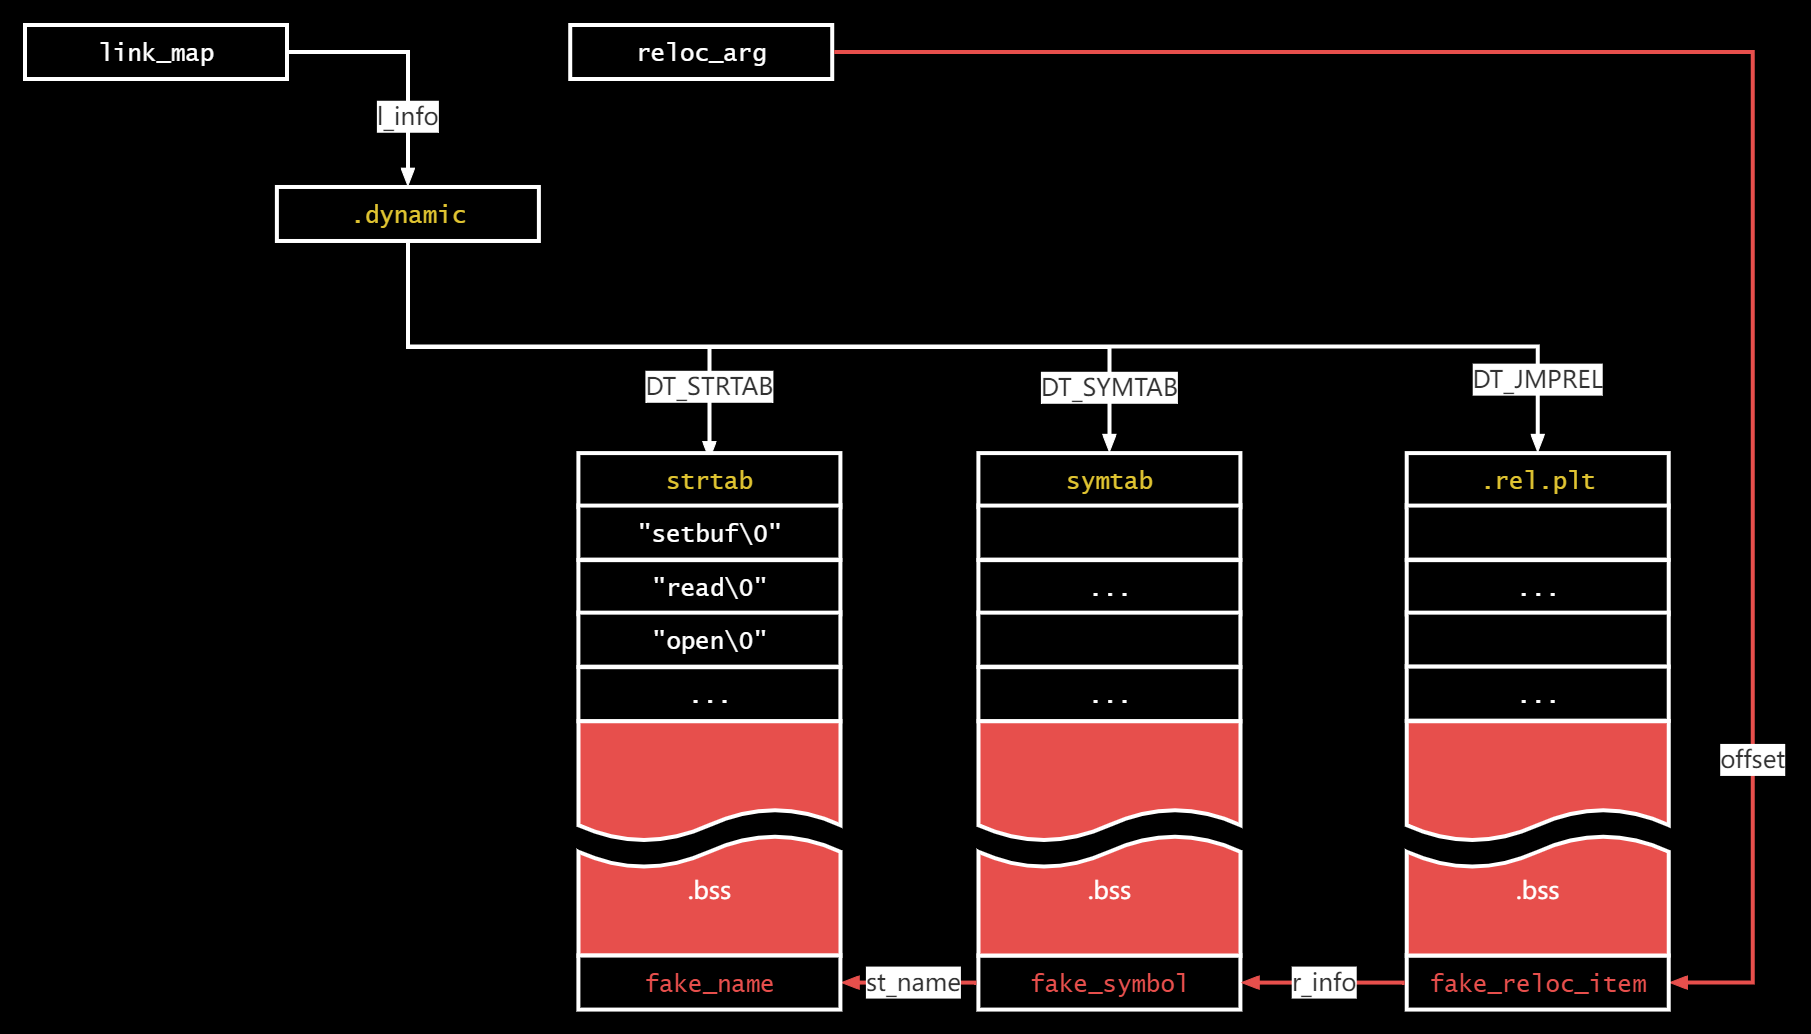 link_map
reloc_arg
l_info
.dynamic
DT_STRTAB
DT_SYMTAB
DT_JMPREL
strtab
symtab
.rel.plt
"setbuf\0"
"read\0"
...
...
"open\0"
...
...
...
offset
.bss
.bss
.bss
fake_name
st_name
fake_symbol
r_info
fake_reloc_item